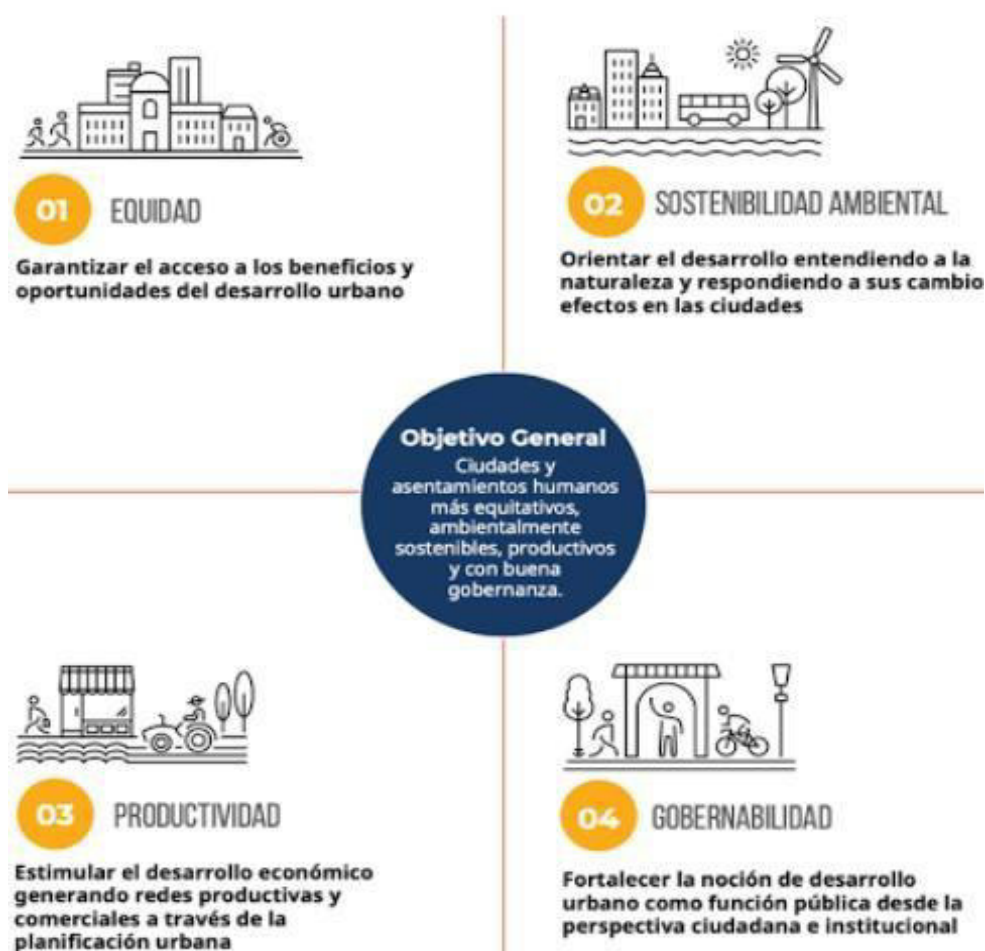 01 EQUIDAD
Garantizar el acceso a los beneficios y
oportunidades del desarrollo urbano
02 SOSTENIBILIDAD AMBIENTAL
Orientar el desarrollo entendiendo a la
naturaleza y respondiendo a sus cambio
efectos en las ciudades
Objetivo General
Ciudades y
asentamientos humanos
más equitativos,
ambientalmente
sostenibles, productivos
y con buena
gobernanza.
03 PRODUCTIVIDAD
Estimular el desarrollo económico
generando redes productivas y
comerciales a través de la
planificación urbana
04 GOBERNABILIDAD
Fortalecer la noción de desarrollo
urbano como función pública desde la
perspectiva ciudadana e institucional